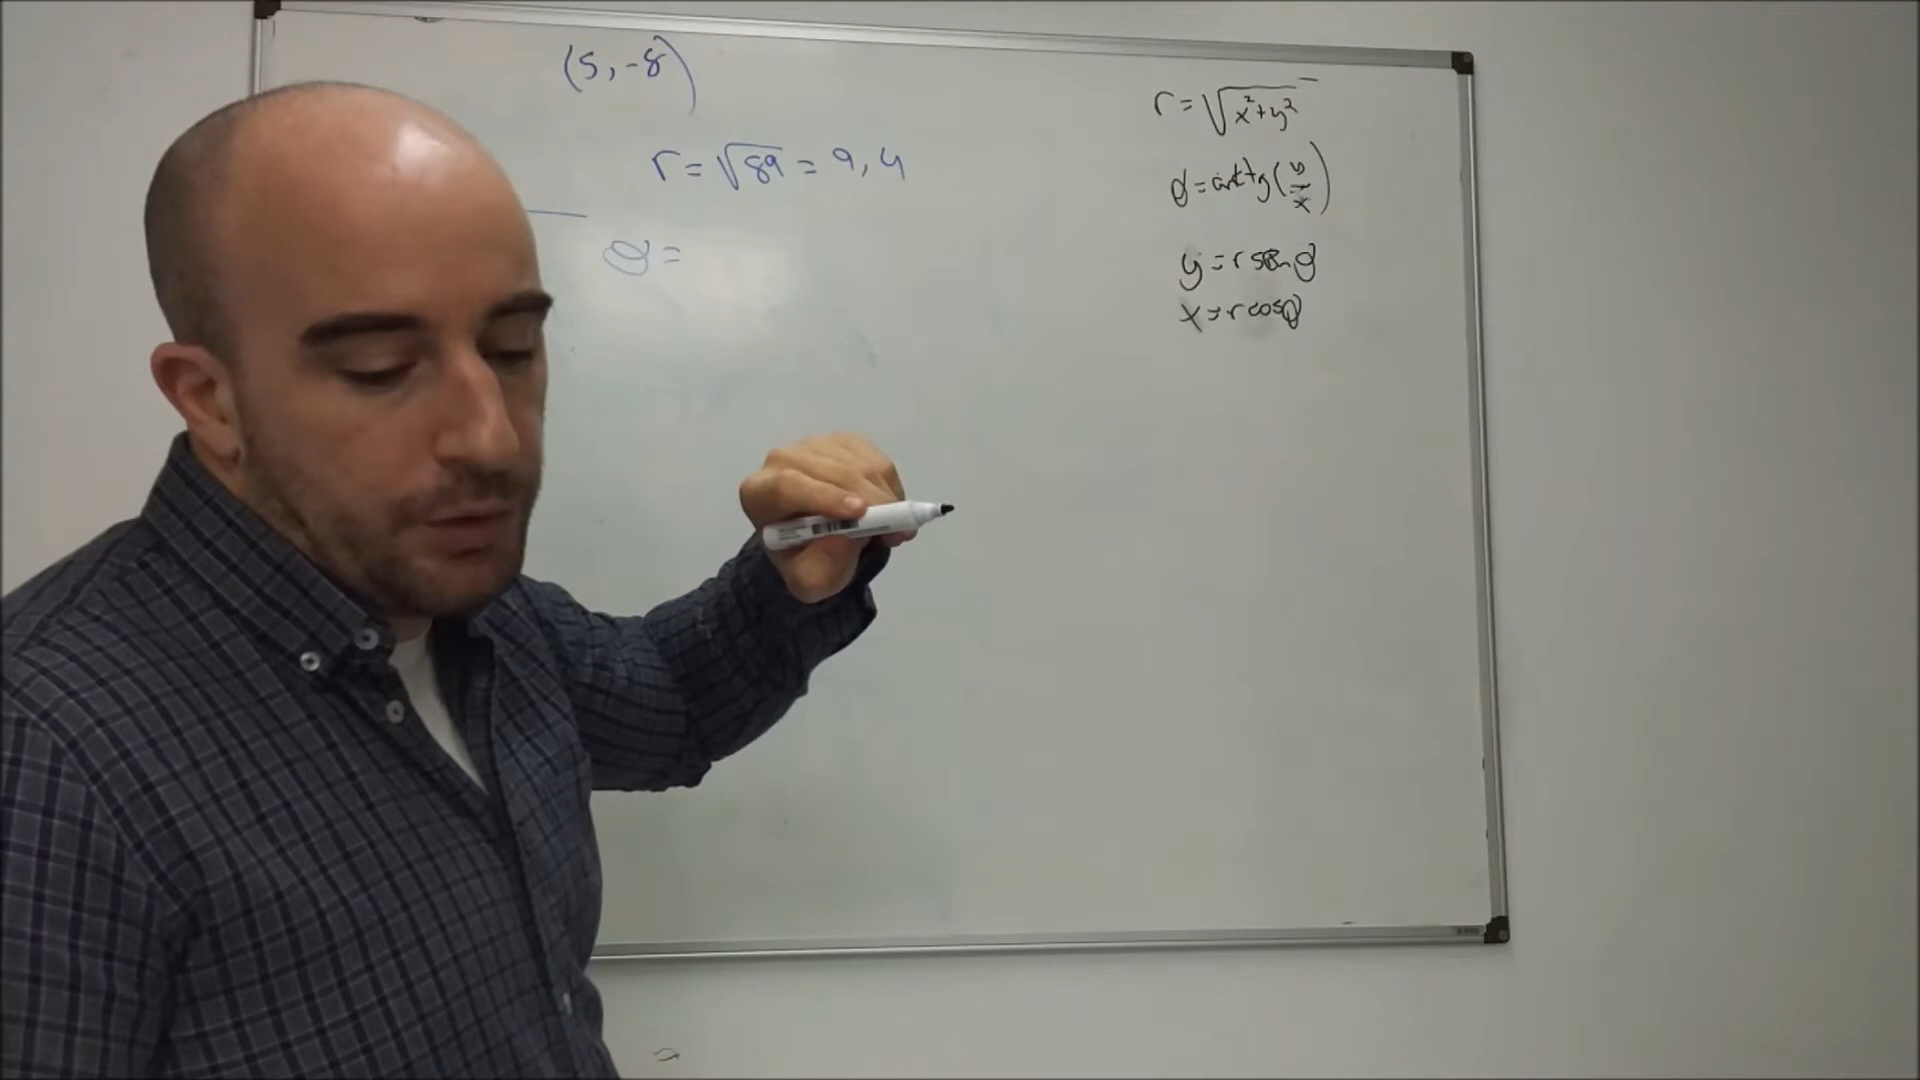 (5, -8)
r = √89 = 9,4
θ =
r = √x²+y²
θ = arctg(y/x)
y = r sen θ
x = r cos θ